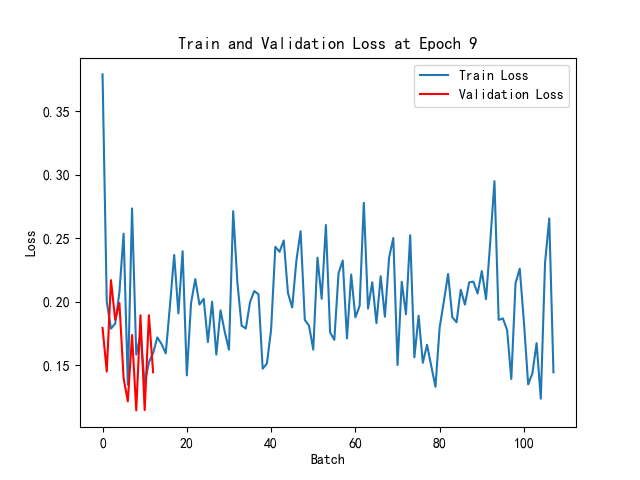 Train and Validation Loss at Epoch 9
Train Loss
Validation Loss
0.35
0.30
0.25
0.20
0.15
Loss
0
20
40
60
80
100
Batch